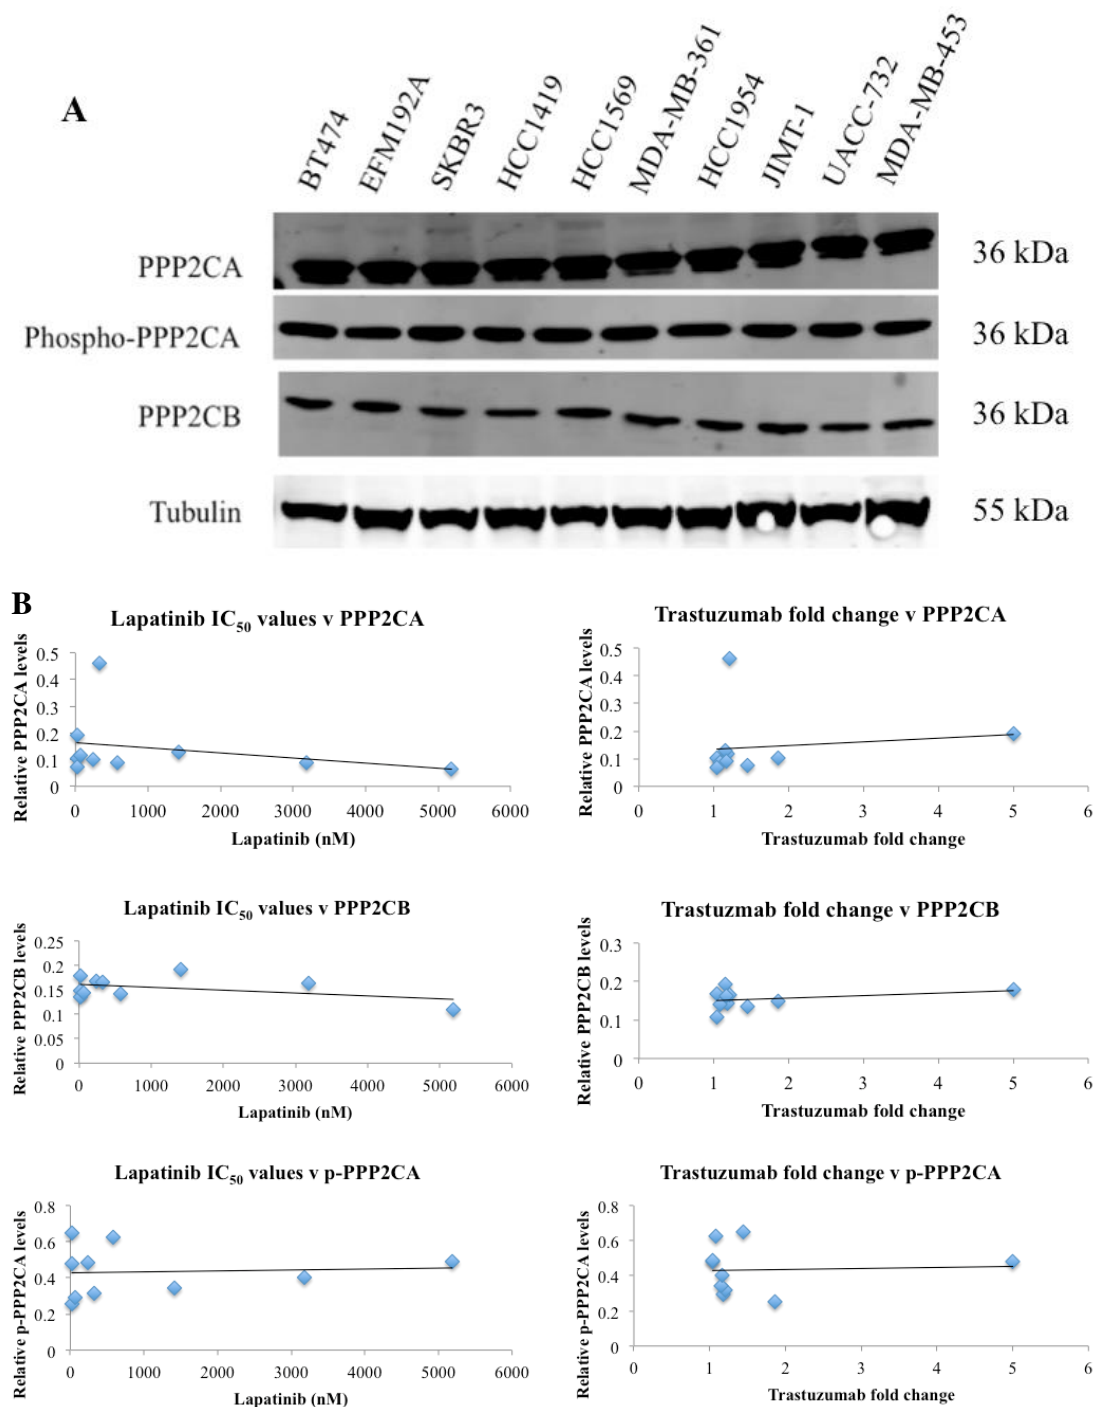 A
BT474
EFM192A
SKBR3
HCC1419
HCC1569
MDA-MB-361
HCC1954
JIMT-1
UACC-732
MDA-MB-453
PPP2CA
36 kDa
Phospho-PPP2CA
36 kDa
PPP2CB
36 kDa
Tubulin
55 kDa
B
Lapatinib IC50 values v PPP2CA
Relative PPP2CA levels
0.5
0.4
0.3
0.2
0.1
0
0 1000 2000 3000 4000 5000 6000
Lapatinib (nM)
Trastuzumab fold change v PPP2CA
Relative PPP2CA levels
0.5
0.4
0.3
0.2
0.1
0
0 1 2 3 4 5 6
Trastuzumab fold change
Lapatinib IC50 values v PPP2CB
Relative PPP2CB levels
0.25
0.2
0.15
0.1
0.05
0
0 1000 2000 3000 4000 5000 6000
Lapatinib (nM)
Trastuzmab fold change v PPP2CB
Relative PPP2CB levels
0.3
0.2
0.1
0
0 1 2 3 4 5 6
Trastuzumab fold change
Lapatinib IC50 values v p-PPP2CA
Relative p-PPP2CA levels
0.8
0.6
0.4
0.2
0
0 1000 2000 3000 4000 5000 6000
Lapatinib (nM)
Trastuzumab fold change v p-PPP2CA
Relative p-PPP2CA levels
0.8
0.6
0.4
0.2
0
0 1 2 3 4 5 6
Trastuzumab fold change